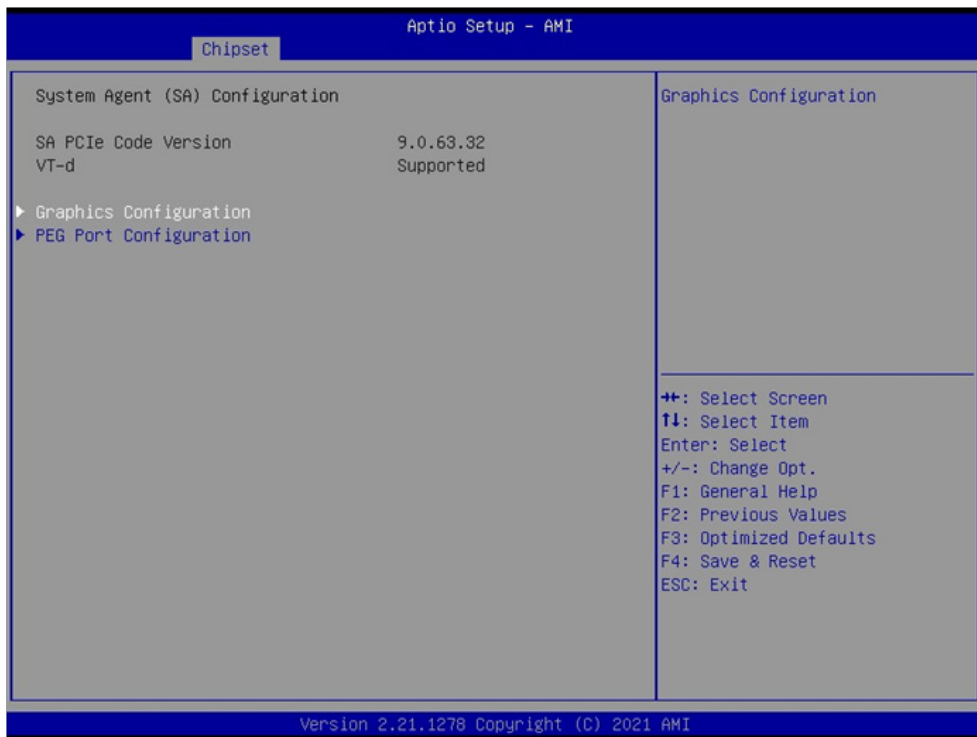 Aptio Setup - AMI
Chipset
System Agent (SA) Configuration
SA PCIe Code Version 9.0.63.32
VT-d Supported
Graphics Configuration
PEG Port Configuration
Graphics Configuration
→←: Select Screen
↑↓: Select Item
Enter: Select
+/-: Change Opt.
F1: General Help
F2: Previous Values
F3: Optimized Defaults
F4: Save & Reset
ESC: Exit
Version 2.21.1278 Copyright (C) 2021 AMI